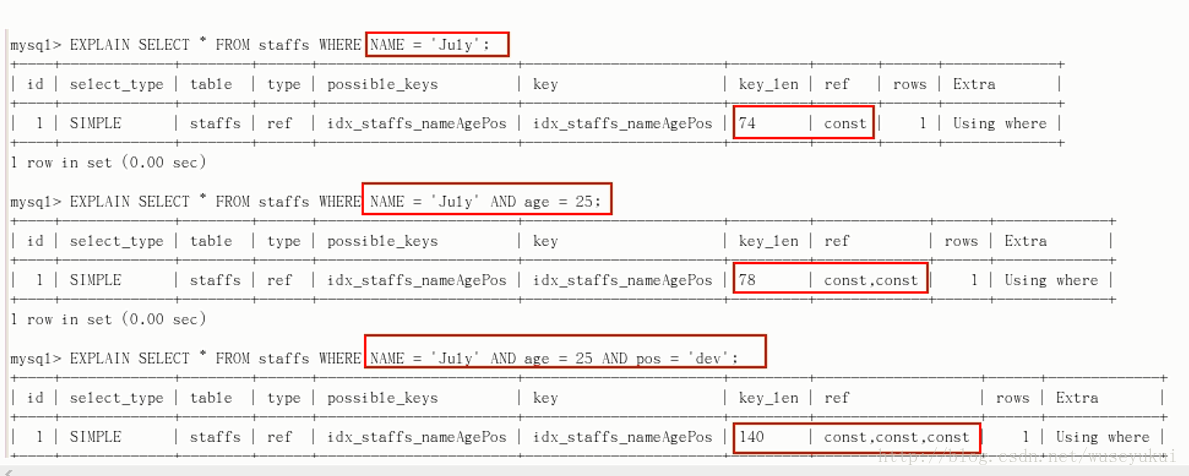 mysql> EXPLAIN SELECT * FROM staffs WHERE NAME = 'July';
+----+-------------+--------+------+-----------------------+-----------------------+---------+-------+------+-------------+
| id | select_type | table | type | possible_keys | key | key_len | ref | rows | Extra |
| 1 | SIMPLE | staffs | ref | idx_staffs_nameAgePos | idx_staffs_nameAgePos | 74 | const | 1 | Using where |
1 row in set (0.00 sec)
mysql> EXPLAIN SELECT * FROM staffs WHERE NAME = 'July' AND age = 25;
| id | select_type | table | type | possible_keys | key | key_len | ref | rows | Extra |
| 1 | SIMPLE | staffs | ref | idx_staffs_nameAgePos | idx_staffs_nameAgePos | 78 | const,const | 1 | Using where |
1 row in set (0.00 sec)
mysql> EXPLAIN SELECT * FROM staffs WHERE NAME = 'July' AND age = 25 AND pos = 'dev';
| id | select_type | table | type | possible_keys | key | key_len | ref | rows | Extra |
| 1 | SIMPLE | staffs | ref | idx_staffs_nameAgePos | idx_staffs_nameAgePos | 140 | const,const,const | 1 | Using where |
http://blog.csdn.net/wuseyukui